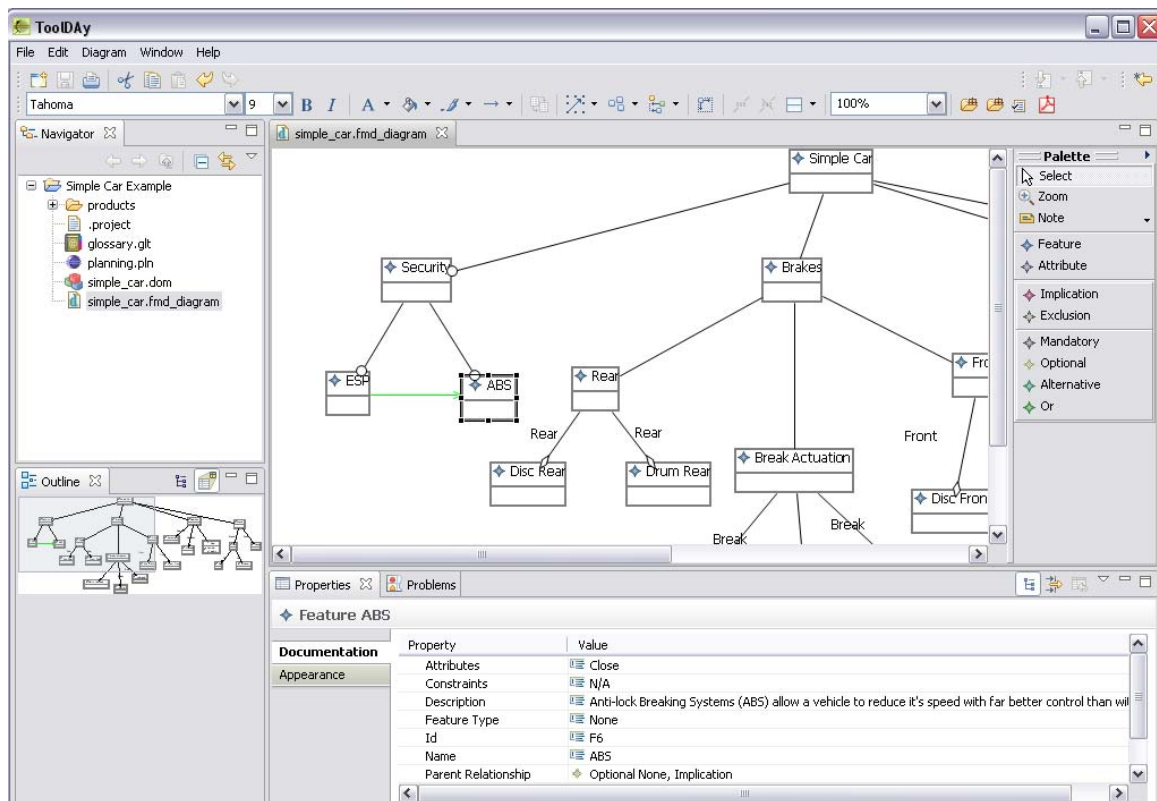 ToolDAy
File Edit Diagram Window Help
Tahoma 9 B I A 100%
Navigator
Simple Car Example
products
.project
glossary.glt
planning.pln
simple_car.dom
simple_car.fmd_diagram
Outline
simple_car.fmd_diagram
Simple Car
Security
Brakes
ESP
ABS
Rear
Fro
Rear
Rear
Front
Disc Rear
Drum Rear
Break Actuation
Disc Fron
Break
Break
Palette
Select
Zoom
Note
Feature
Attribute
Implication
Exclusion
Mandatory
Optional
Alternative
Or
Properties Problems
Feature ABS
Documentation
Appearance
Property Value
Attributes Close
Constraints N/A
Description Anti-lock Breaking Systems (ABS) allow a vehicle to reduce it's speed with far better control than wil
Feature Type None
Id F6
Name ABS
Parent Relationship Optional None, Implication